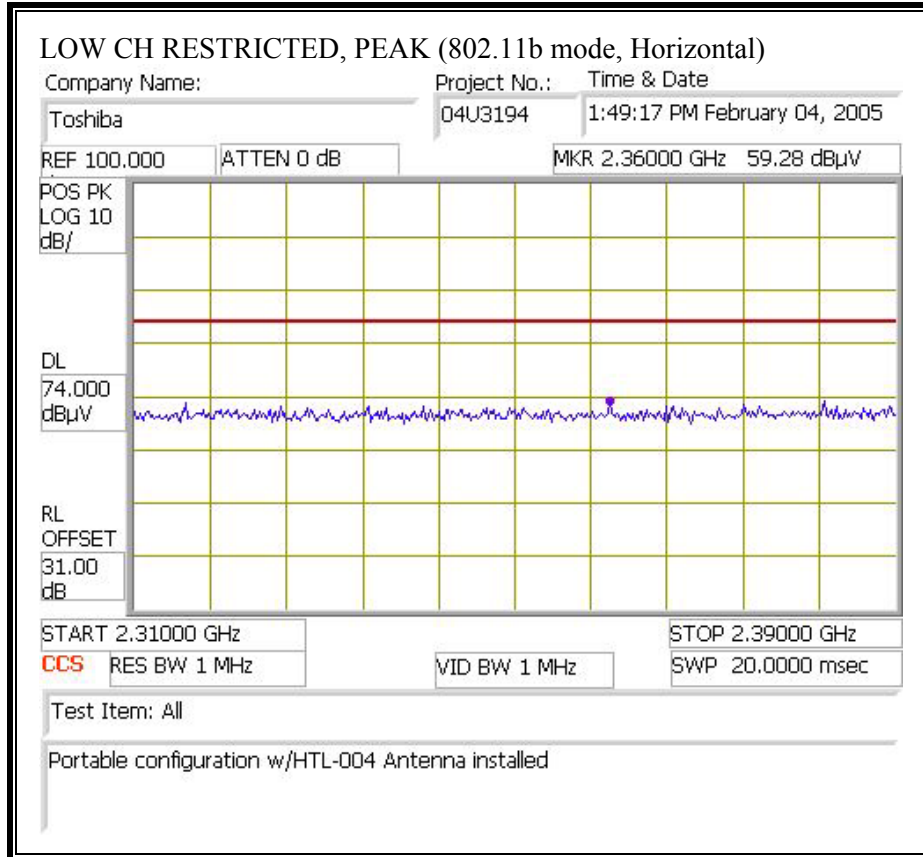 LOW CH RESTRICTED, PEAK (802.11b mode, Horizontal)
Company Name: Project No.: Time & Date
Toshiba 04U3194 1:49:17 PM February 04, 2005
REF 100.000 ATTEN 0 dB MKR 2.36000 GHz 59.28 dBµV
POS PK
LOG 10
dB/
DL
74.000
dBµV
RL
OFFSET
31.00
dB
START 2.31000 GHz STOP 2.39000 GHz
CCS RES BW 1 MHz VID BW 1 MHz SWP 20.0000 msec
Test Item: All
Portable configuration w/HTL-004 Antenna installed